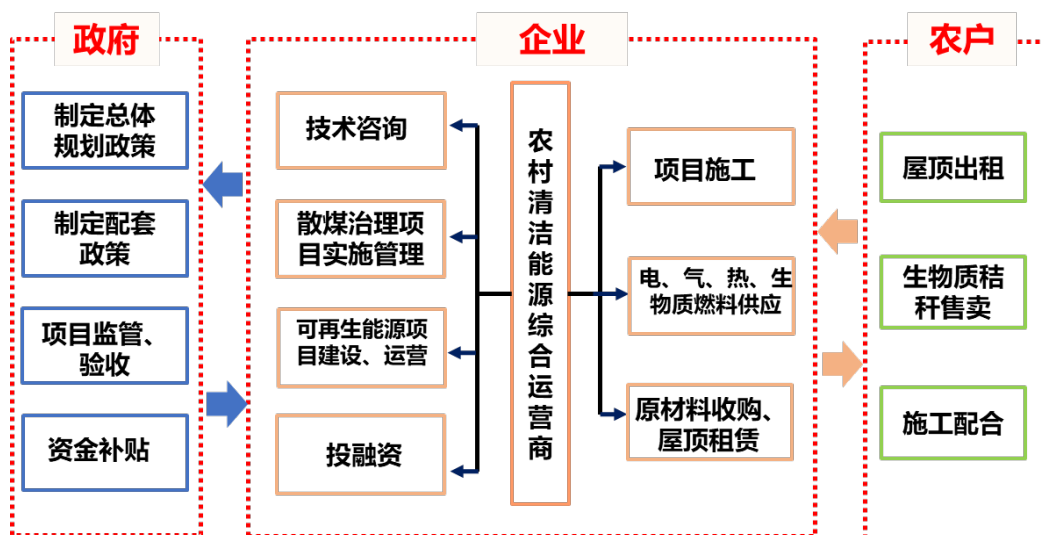 政府
制定总体
规划政策
制定配套
政策
项目监管、
验收
资金补贴
企业
技术咨询
散煤治理项
目实施管理
可再生能源项
目建设、运营
投融资
农村清洁能源综合运营商
项目施工
电、气、热、生
物质燃料供应
原材料收购、
屋顶租赁
农户
屋顶出租
生物质秸
秆售卖
施工配合